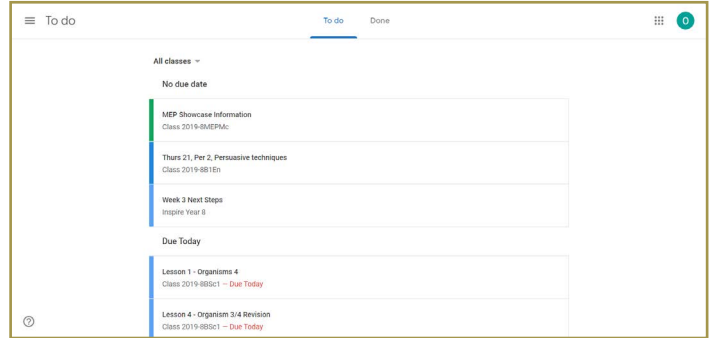 To do
To do
Done
O
All classes
No due date
MEP Showcase Information
Class 2019-8MEPMc
Thurs 21, Per 2, Persuasive techniques
Class 2019-8B1En
Week 3 Next Steps
Inspire Year 8
Due Today
Lesson 1 - Organisms 4
Class 2019-8BSc1 – Due Today
Lesson 4 - Organism 3/4 Revision
Class 2019-8BSc1 – Due Today